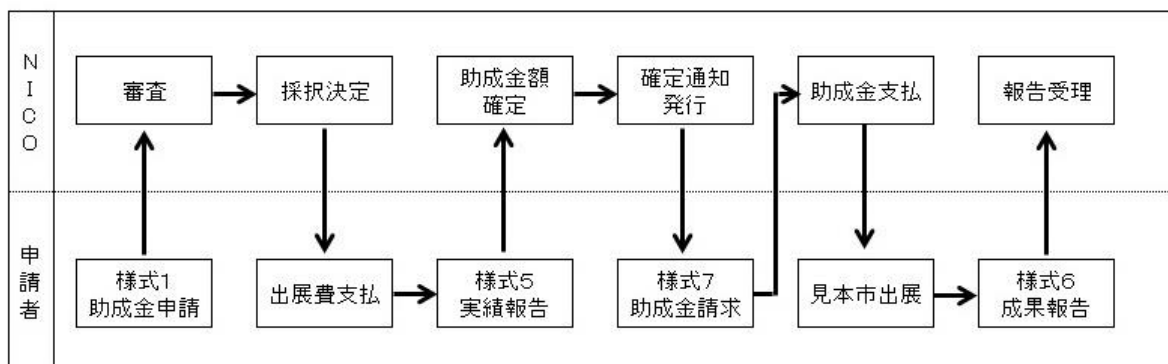 NICO
審査
採択決定
助成金額
確定
確定通知
発行
助成金支払
報告受理
申請者
様式1
助成金申請
出展費支払
様式5
実績報告
様式7
助成金請求
見本市出展
様式6
成果報告